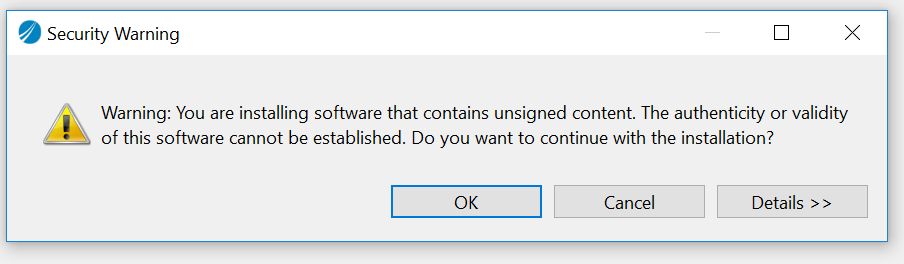 Security Warning
Warning: You are installing software that contains unsigned content. The authenticity or validity
of this software cannot be established. Do you want to continue with the installation?
OK
Cancel
Details >>